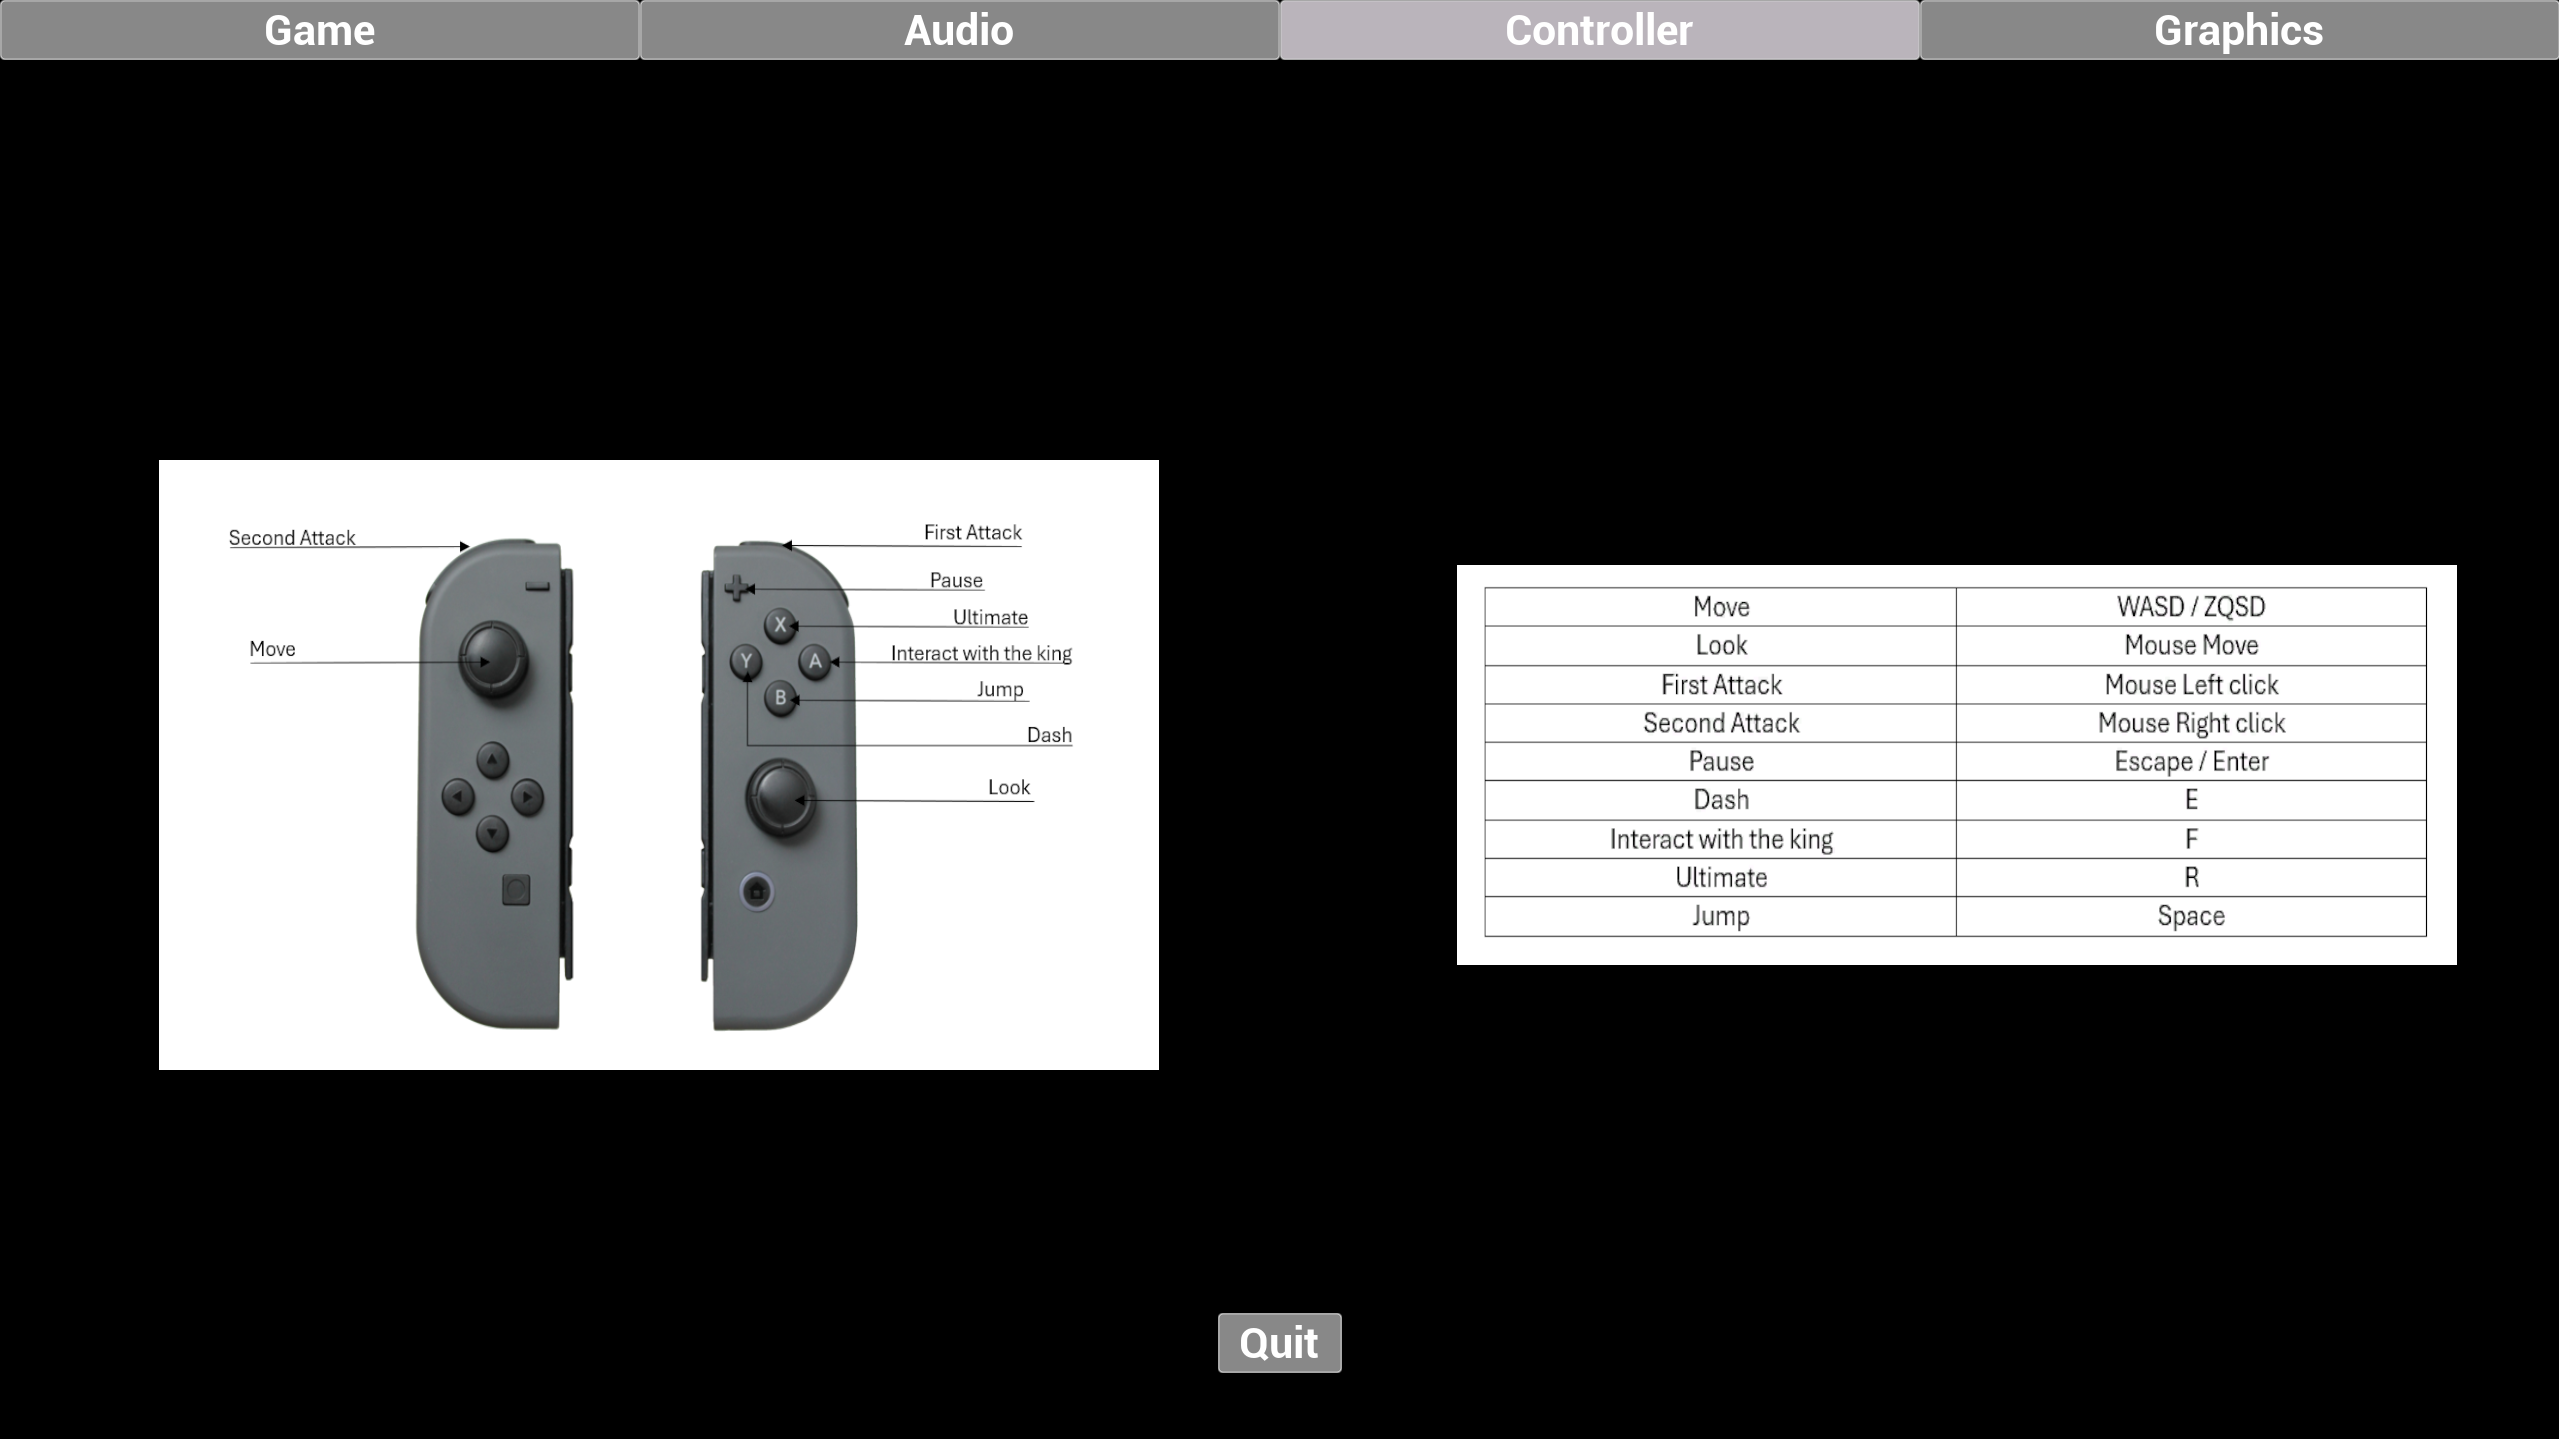 Game
Audio
Controller
Graphics
Second Attack
Move
First Attack
Pause
Ultimate
Interact with the king
Jump
Dash
Look
X
Y
A
B
Move WASD / ZQSD
Look Mouse Move
First Attack Mouse Left click
Second Attack Mouse Right click
Pause Escape / Enter
Dash E
Interact with the king F
Ultimate R
Jump Space
Quit